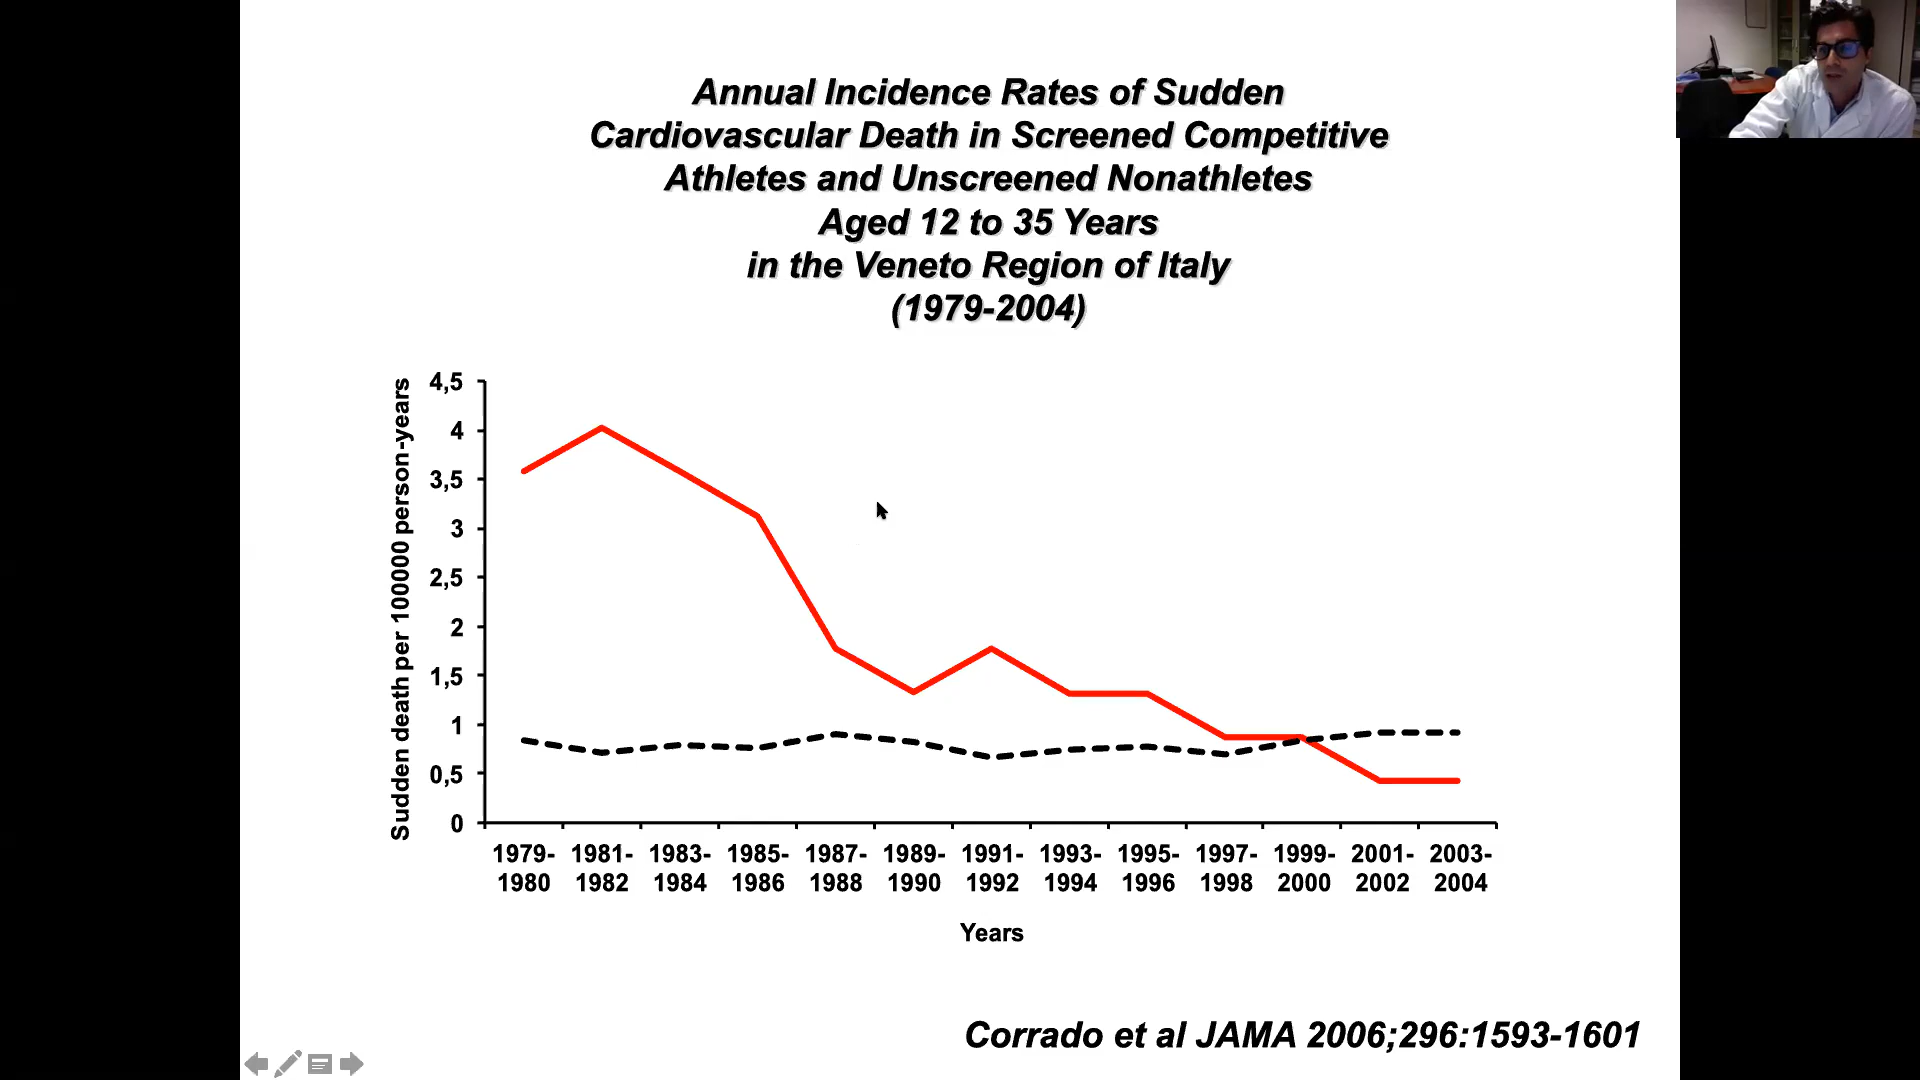 Annual Incidence Rates of Sudden
Cardiovascular Death in Screened Competitive
Athletes and Unscreened Nonathletes
Aged 12 to 35 Years
in the Veneto Region of Italy
(1979-2004)
Sudden death per 100000 person-years
4,5
4
3,5
3
2,5
2
1,5
1
0,5
0
1979- 1981- 1983- 1985- 1987- 1989- 1991- 1993- 1995- 1997- 1999- 2001- 2003-
1980 1982 1984 1986 1988 1990 1992 1994 1996 1998 2000 2002 2004
Years
Corrado et al JAMA 2006;296:1593-1601